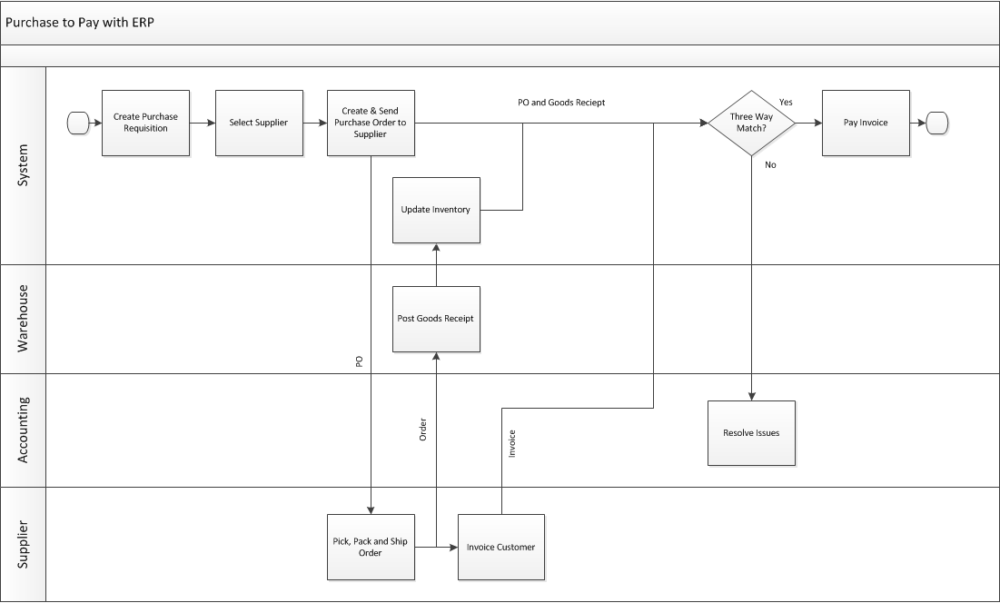 Purchase to Pay with ERP
System
Create Purchase
Requisition
Select Supplier
Create & Send
Purchase Order to
Supplier
PO and Goods Reciept
Three Way
Match?
Yes
No
Pay Invoice
Update Inventory
Warehouse
Post Goods Receipt
PO
Accounting
Order
Invoice
Resolve Issues
Supplier
Pick, Pack and Ship
Order
Invoice Customer